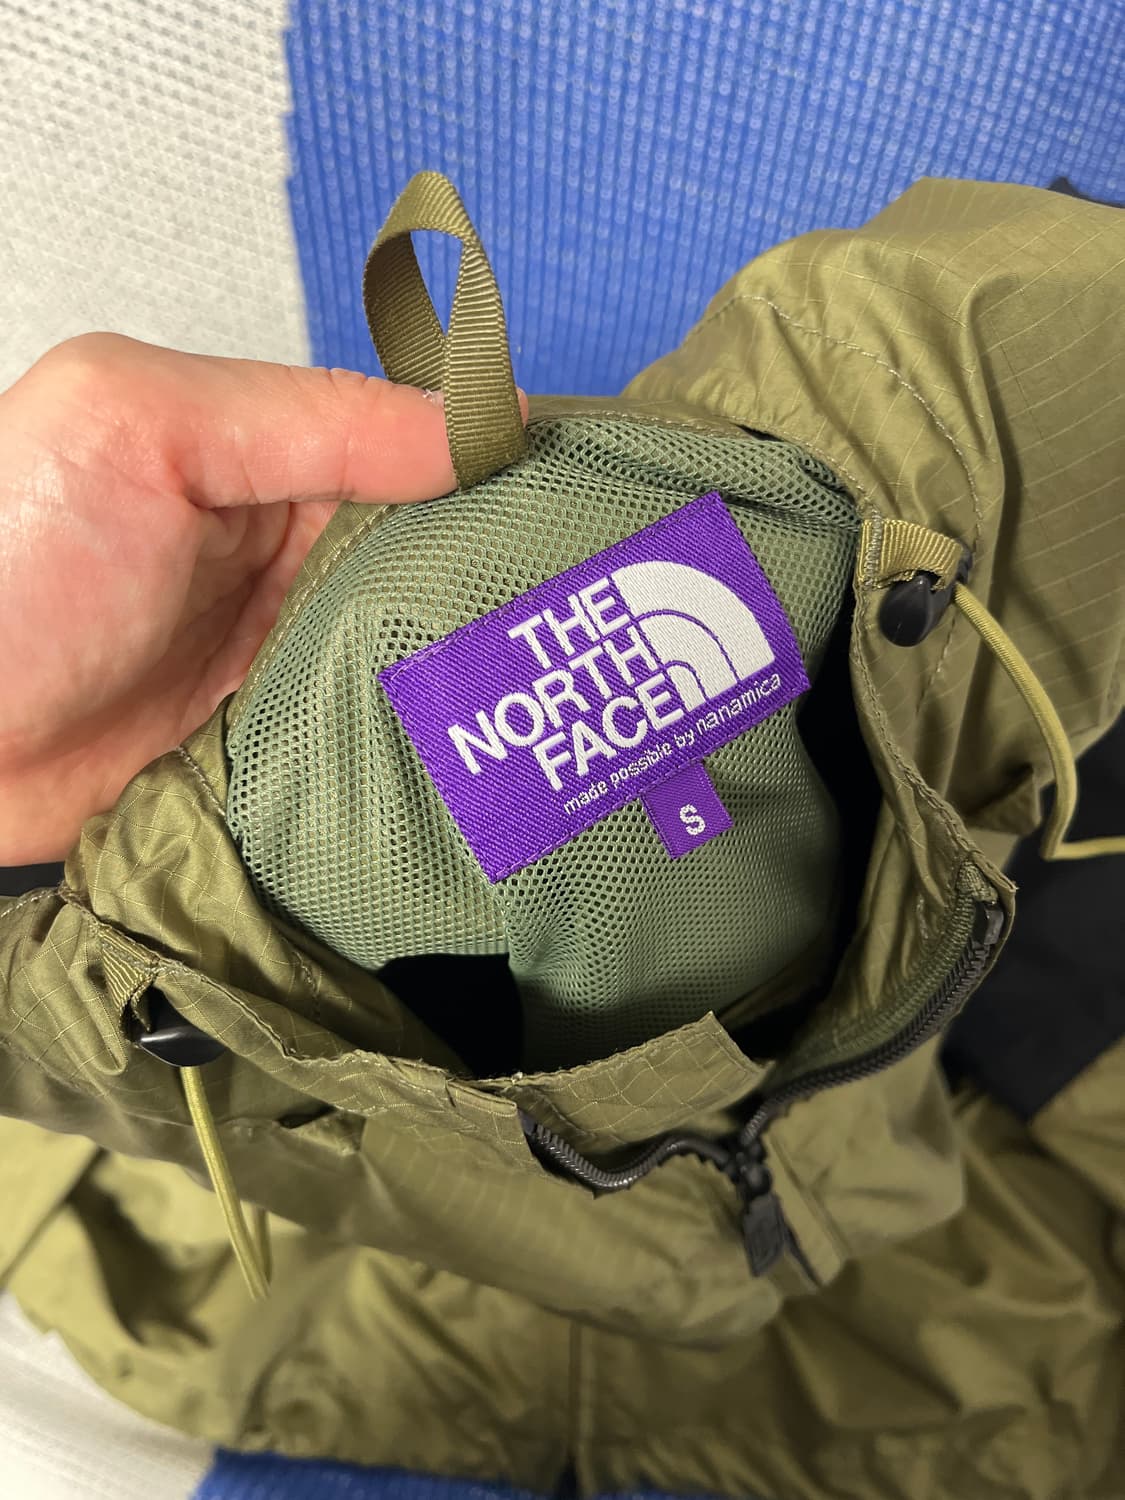 THE
NORTH
FACE
made possible by nanamica
S